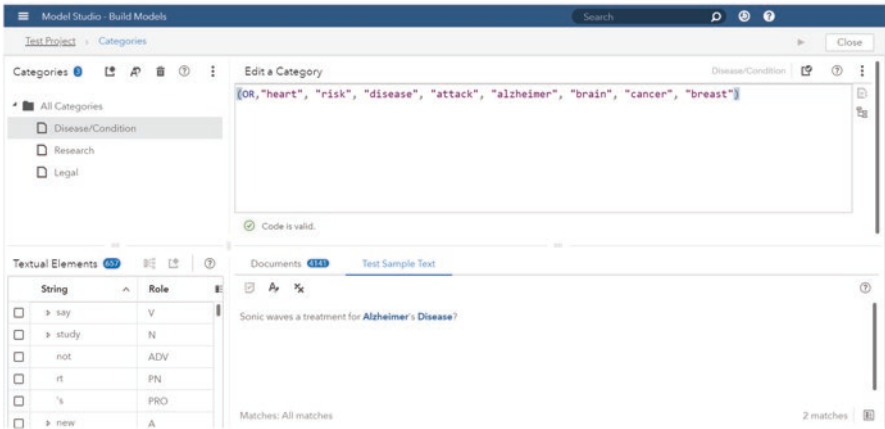 Model Studio - Build Models
Search
Test Project › Categories
Close
Categories 3
Edit a Category
Disease/Condition
(OR,"heart", "risk", "disease", "attack", "alzheimer", "brain", "cancer", "breast")
All Categories
Disease/Condition
Research
Legal
Code is valid.
Textual Elements 657
Documents 4141
Test Sample Text
String Role
say V
study N
not ADV
rt PN
's PRO
new A
Sonic waves a treatment for Alzheimer's Disease?
Matches: All matches
2 matches